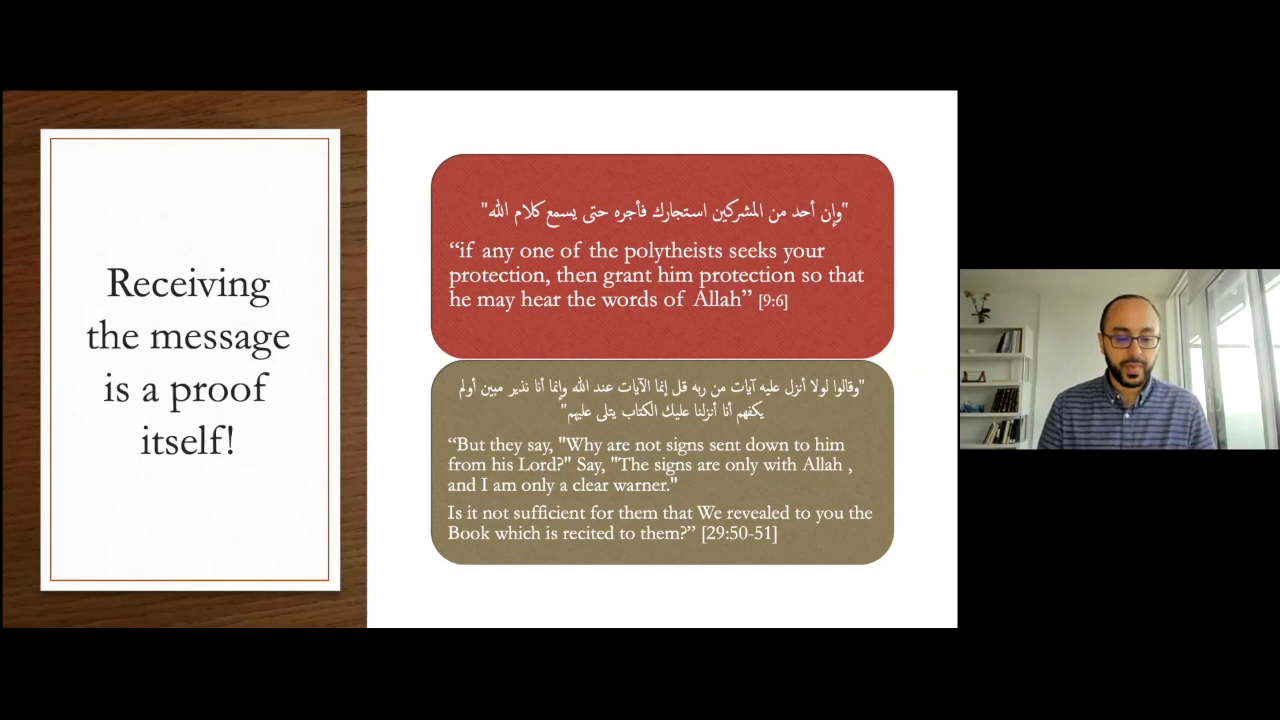 Receiving
the message
is a proof
itself!
"وإن أحد من المشركين استجارك فأجره حتى يسمع كلام الله"
“if any one of the polytheists seeks your
protection, then grant him protection so that
he may hear the words of Allah” [9:6]
"وقالوا لولا أنزل عليه آيات من ربه قل إنما الآيات عند الله وإنما أنا نذير مبين أولم
يكفهم أنا أنزلنا عليك الكتاب يتلى عليهم"
“But they say, "Why are not signs sent down to him
from his Lord?" Say, "The signs are only with Allah ,
and I am only a clear warner."
Is it not sufficient for them that We revealed to you the
Book which is recited to them?” [29:50-51]